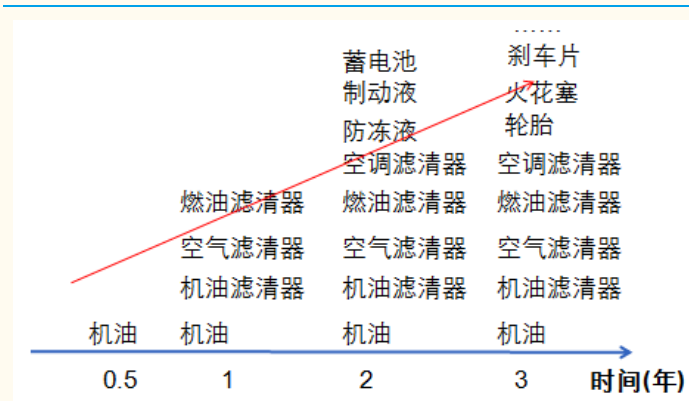 ……
蓄电池 刹车片
制动液 火花塞
防冻液 轮胎
空调滤清器 空调滤清器
燃油滤清器 燃油滤清器 燃油滤清器
空气滤清器 空气滤清器 空气滤清器
机油滤清器 机油滤清器 机油滤清器
机油 机油 机油 机油
0.5 1 2 3 时间(年)